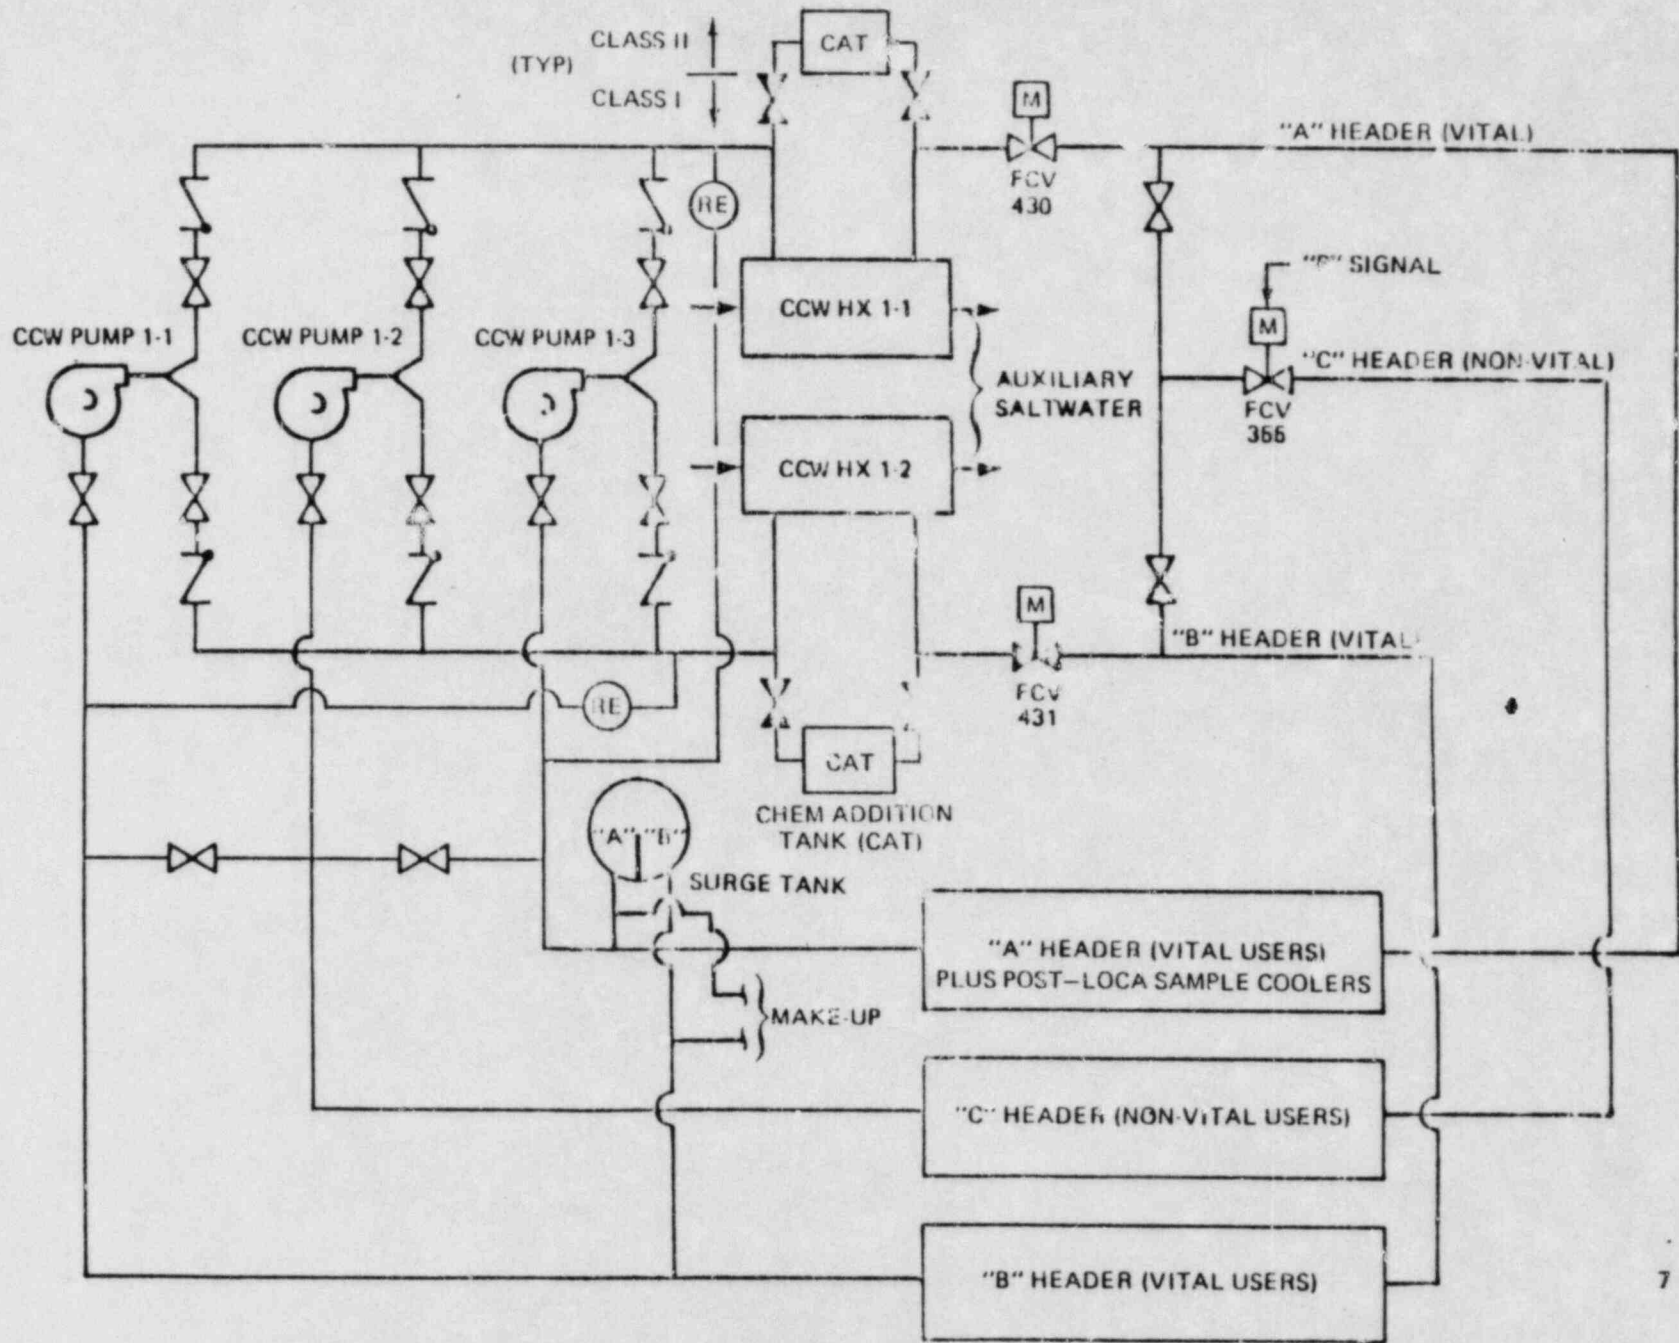 CLASS II
(TYP)
CLASS I
CAT
M
FCV
430
"A" HEADER (VITAL)
RE
"P" SIGNAL
M
"C" HEADER (NON-VITAL)
FCV
CCW PUMP 1-1
CCW PUMP 1-2
CCW PUMP 1-3
CCW HX 1-1
AUXILIARY
SALTWATER
CCW HX 1-2
M
FCV
431
"B" HEADER (VITAL
RE
CAT
CHEM ADDITION
TANK (CAT)
"A" "B"
SURGE TANK
MAKE-UP
"A" HEADER (VITAL USERS)
PLUS POST-LOCA SAMPLE COOLERS
"C" HEADER (NON-VITAL USERS)
"B" HEADER (VITAL USERS)
7